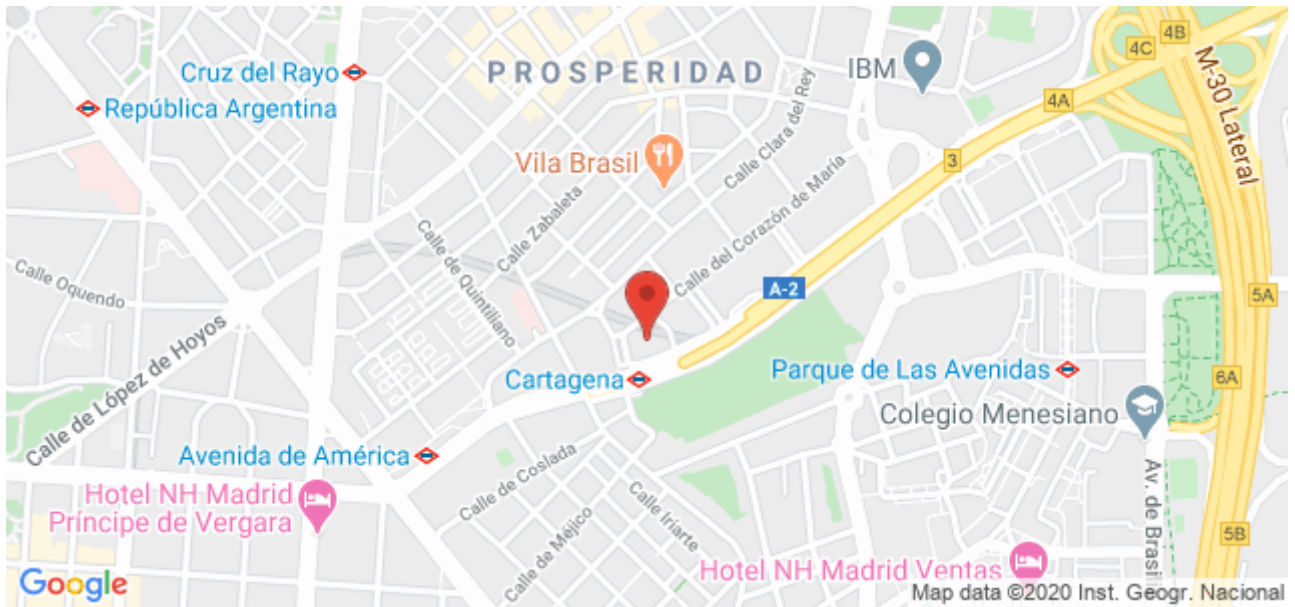 4B
4C
M-30 Lateral
PROSPERIDAD
IBM
Cruz del Rayo
República Argentina
4A
Calle Clara del Rey
Vila Brasil
3
Calle del Corazón de María
Calle Zabaleta
Calle de Quintiliano
Calle Oquendo
A-2
5A
Calle de López de Hoyos
Cartagena
Parque de Las Avenidas
6A
Colegio Menesiano
Avenida de América
Calle de Coslada
Hotel NH Madrid
Príncipe de Vergara
Calle Iriarte
Calle de Méjico
Av. de Brasil
5B
Hotel NH Madrid Ventas
Google
Map data ©2020 Inst. Geogr. Nacional